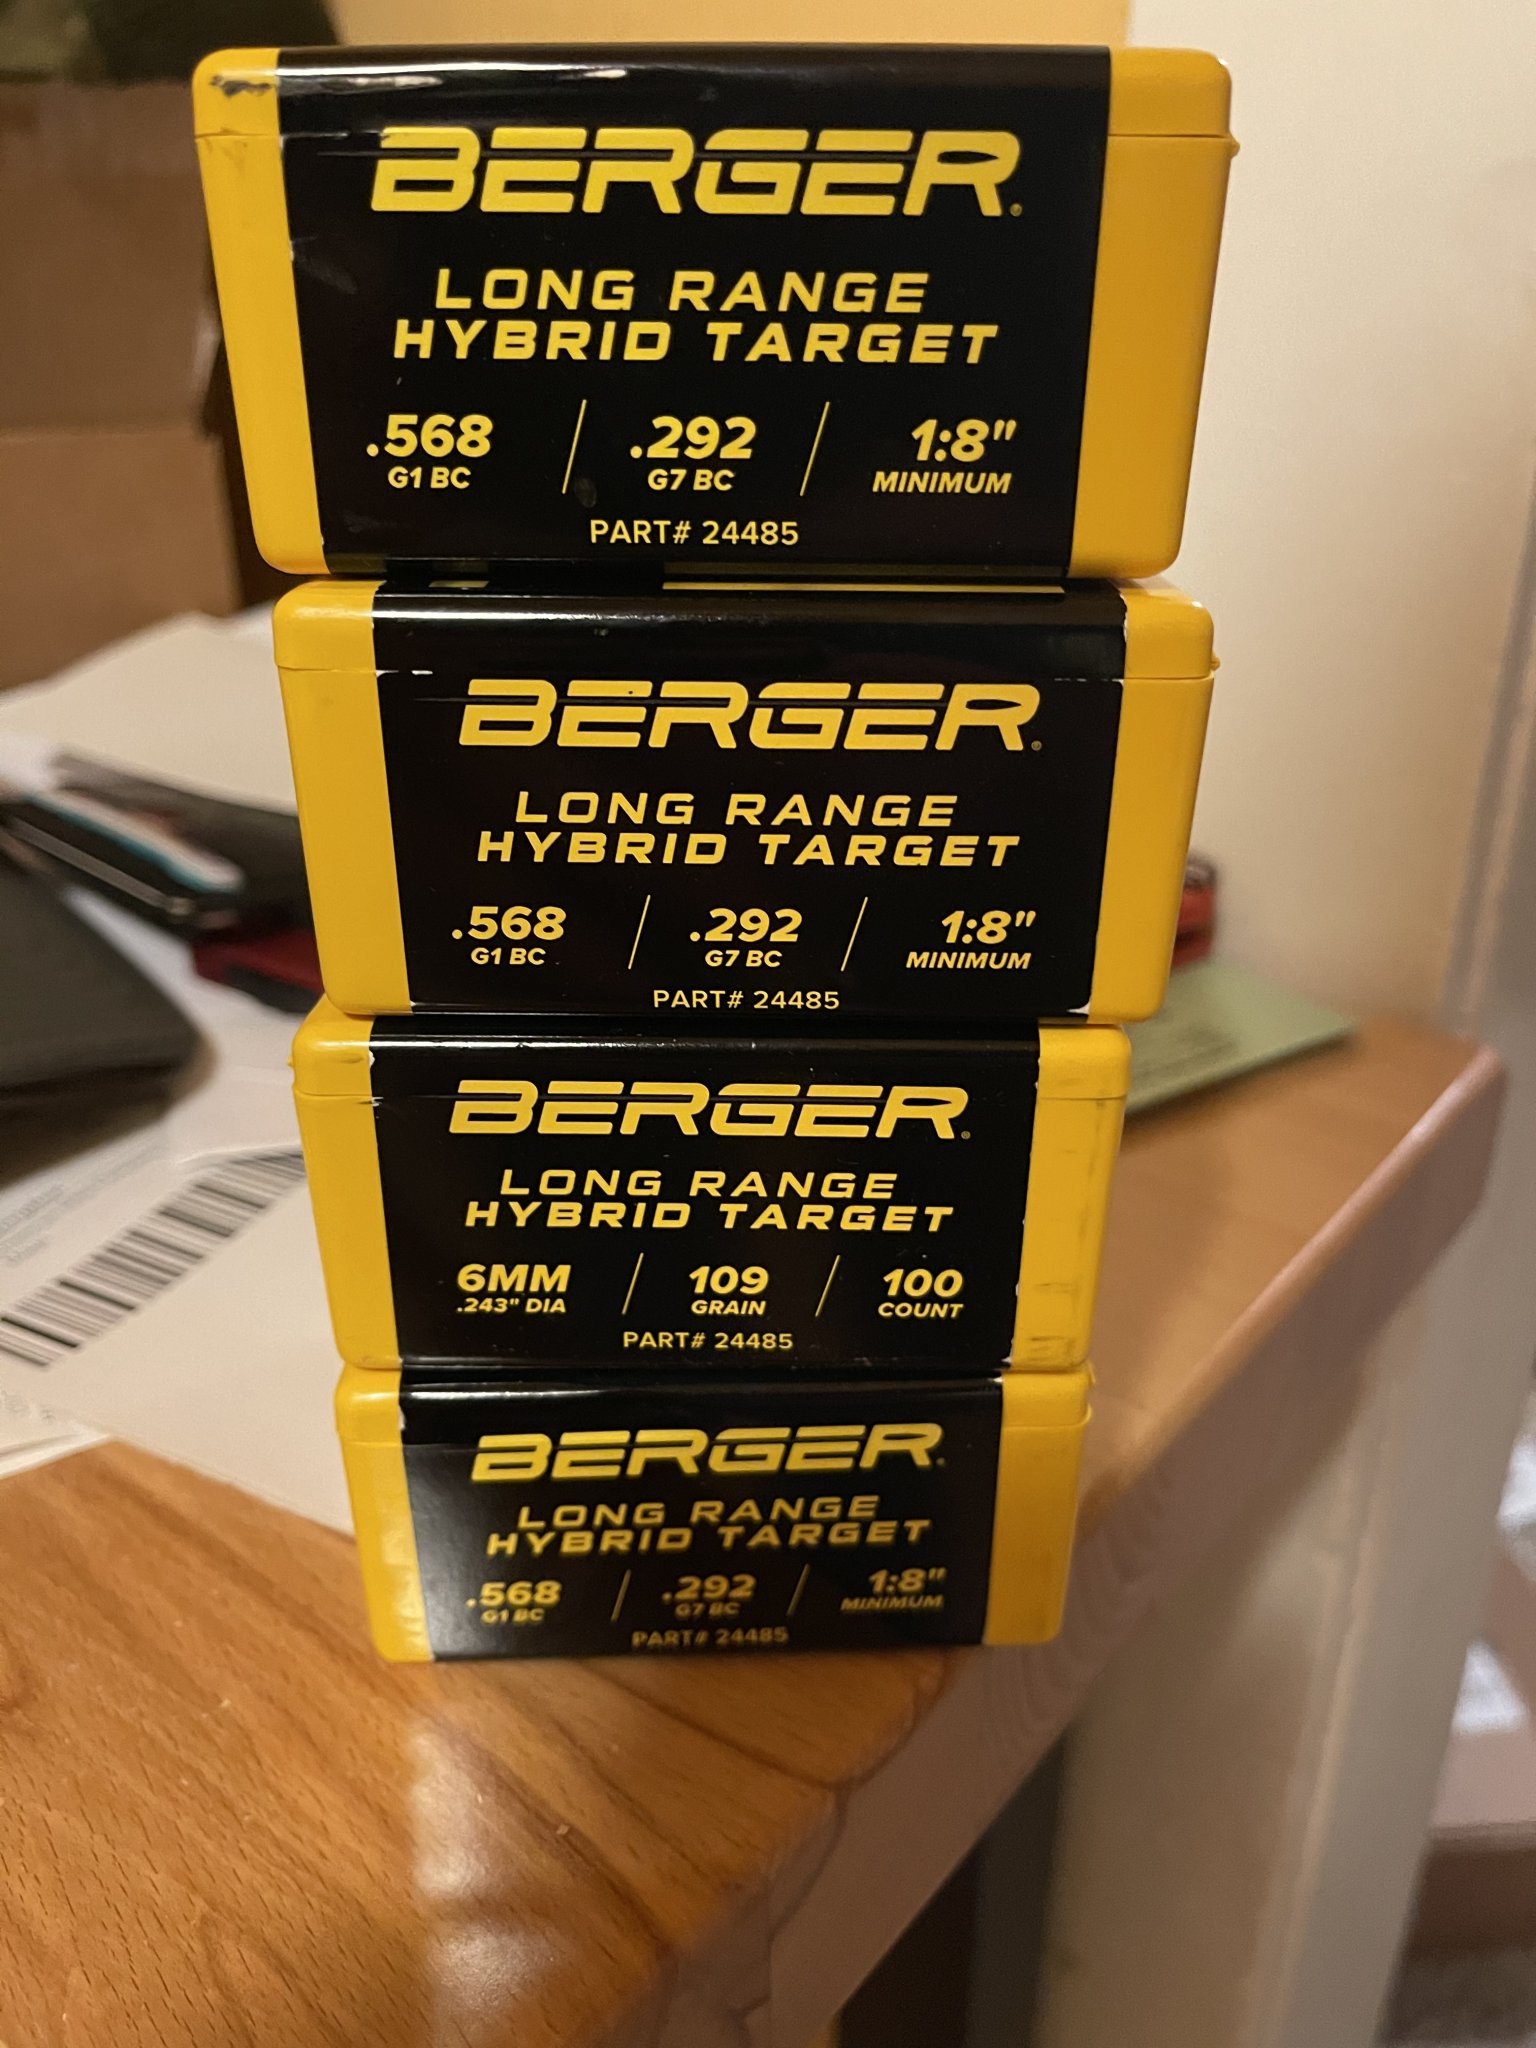 BERGER®
LONG RANGE
HYBRID TARGET
.568 / .292 / 1:8"
G1 BC G7 BC MINIMUM
PART# 24485
BERGER®
LONG RANGE
HYBRID TARGET
.568 / .292 / 1:8"
G1 BC G7 BC MINIMUM
PART# 24485
BERGER®
LONG RANGE
HYBRID TARGET
6MM / 109 / 100
.243" DIA GRAIN COUNT
PART# 24485
BERGER®
LONG RANGE
HYBRID TARGET
.568 / .292 / 1:8"
G1 BC G7 BC MINIMUM
PART# 24485